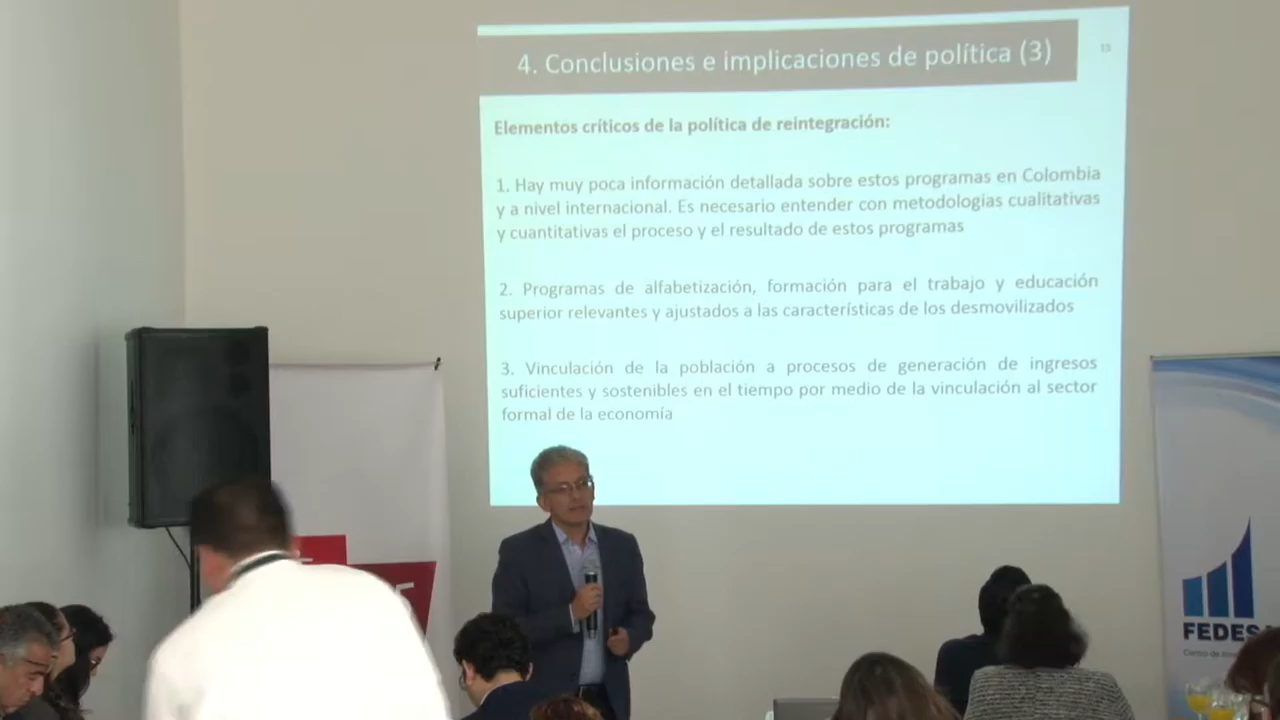 4. Conclusiones e implicaciones de política (3)
15
Elementos críticos de la política de reintegración:
1. Hay muy poca información detallada sobre estos programas en Colombia
y a nivel internacional. Es necesario entender con metodologías cualitativas
y cuantitativas el proceso y el resultado de estos programas
2. Programas de alfabetización, formación para el trabajo y educación
superior relevantes y ajustados a las características de los desmovilizados
3. Vinculación de la población a procesos de generación de ingresos
suficientes y sostenibles en el tiempo por medio de la vinculación al sector
formal de la economía
FEDES
Centro de